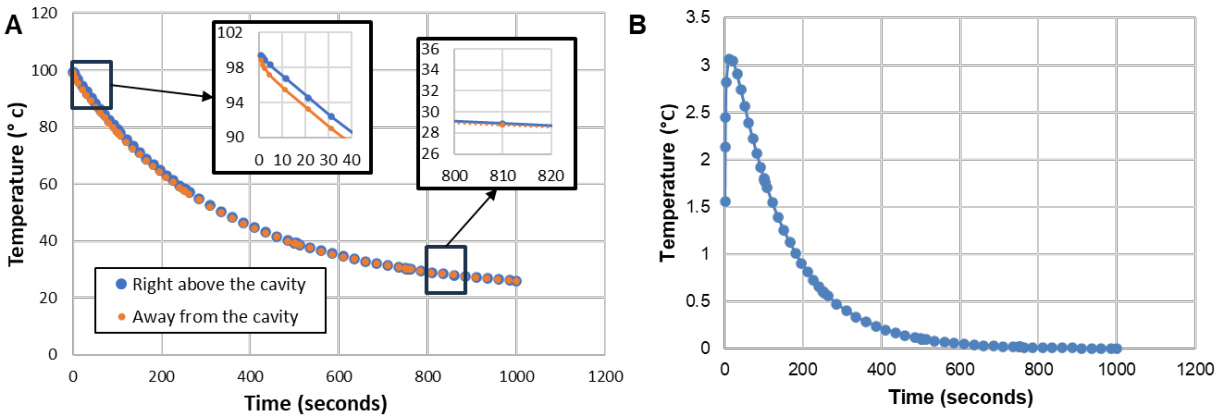 A
Temperature (° c)
120
100
80
60
40
20
0
0 200 400 600 800 1000 1200
Time (seconds)
102
98
94
90
0 10 20 30 40
36
34
32
30
28
26
800 810 820
Right above the cavity
Away from the cavity
B
Temperature (°C)
3.5
3
2.5
2
1.5
1
0.5
0
0 200 400 600 800 1000 1200
Time (seconds)